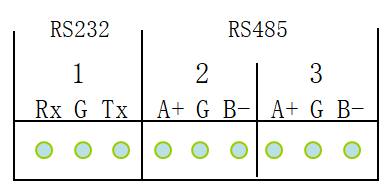 RS232 RS485
1 2 3
Rx G Tx A+ G B- A+ G B-